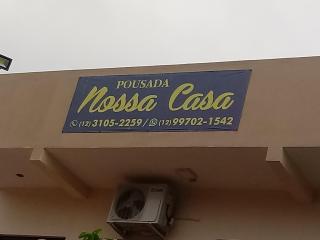 POUSADA
Nossa Casa
(12) 3105-2259 / (12) 99702-1542